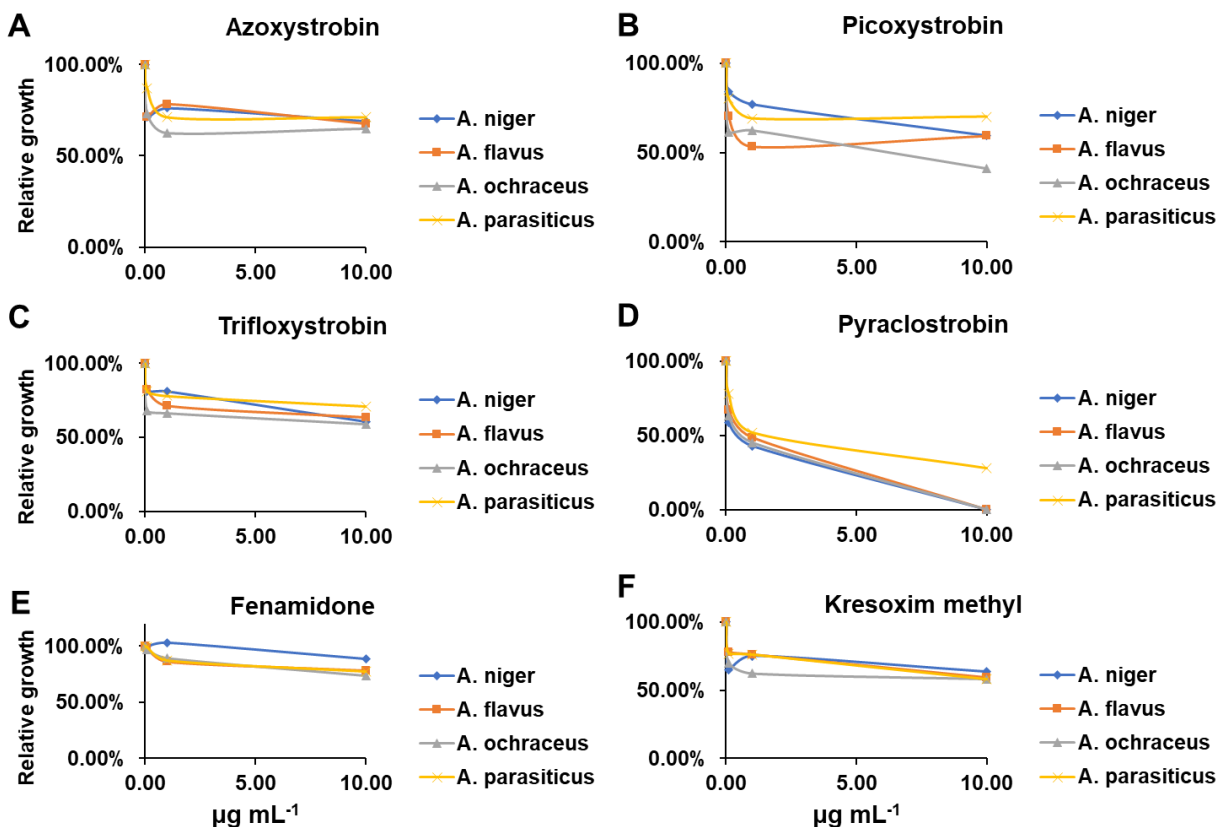 A
Azoxystrobin
Relative growth
100.00%
50.00%
0.00%
0.00
5.00
10.00
A. niger
A. flavus
A. ochraceus
A. parasiticus
B
Picoxystrobin
100.00%
50.00%
0.00%
0.00
5.00
10.00
A. niger
A. flavus
A. ochraceus
A. parasiticus
C
Trifloxystrobin
Relative growth
100.00%
50.00%
0.00%
0.00
5.00
10.00
A. niger
A. flavus
A. ochraceus
A. parasiticus
D
Pyraclostrobin
100.00%
50.00%
0.00%
0.00
5.00
10.00
A. niger
A. flavus
A. ochraceus
A. parasiticus
E
Fenamidone
Relative growth
100.00%
50.00%
0.00%
0.00
5.00
10.00
µg mL⁻¹
A. niger
A. flavus
A. ochraceus
A. parasiticus
F
Kresoxim methyl
100.00%
50.00%
0.00%
0.00
5.00
10.00
µg mL⁻¹
A. niger
A. flavus
A. ochraceus
A. parasiticus